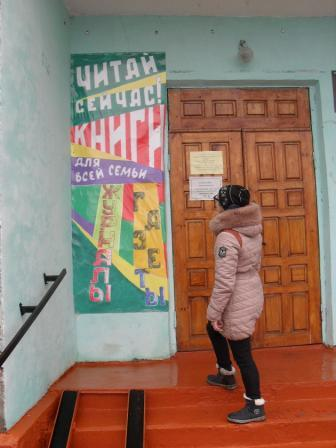 ЧИТАЙ
СЕЙЧАС!
КНИГИ
ДЛЯ
ВСЕЙ СЕМЬИ
ЖУРНАЛЫ
ГАЗЕТЫ